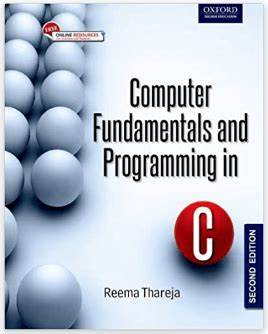 FREE
ONLINE RESOURCES
OXFORD
HIGHER EDUCATION
Computer
Fundamentals and
Programming in
C
Reema Thareja
SECOND EDITION